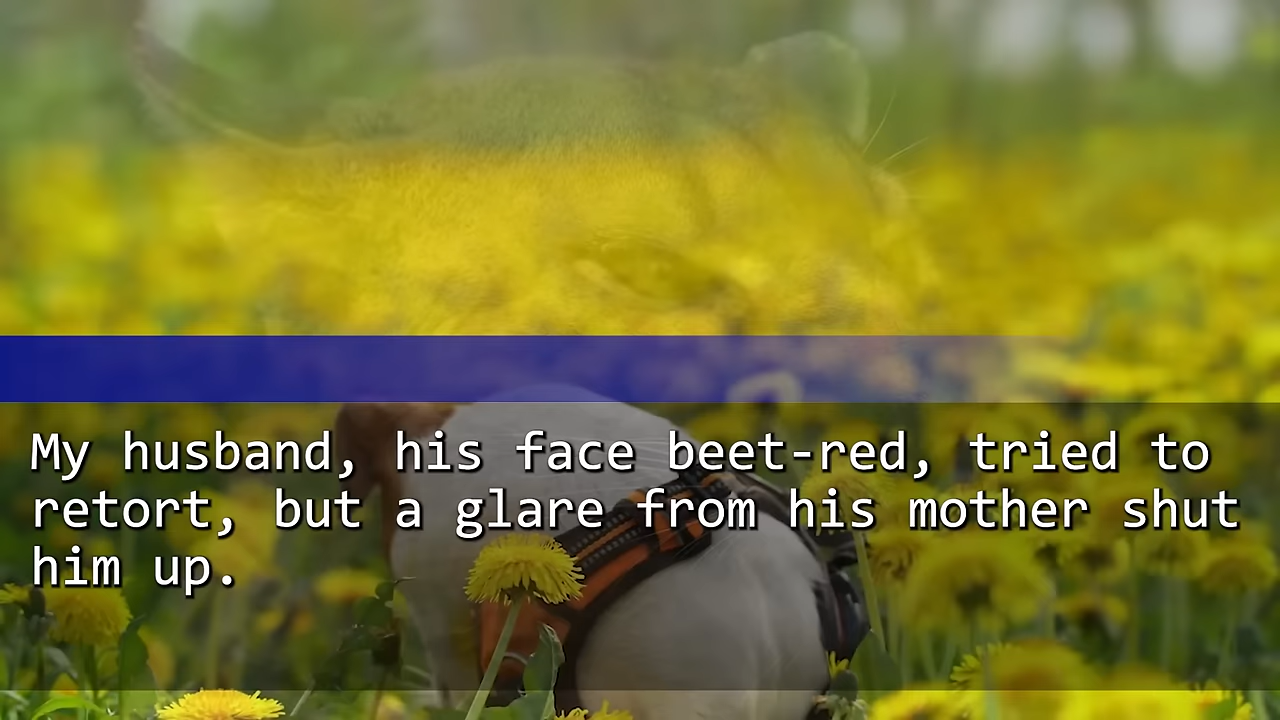 My husband, his face beet-red, tried to
retort, but a glare from his mother shut
him up.